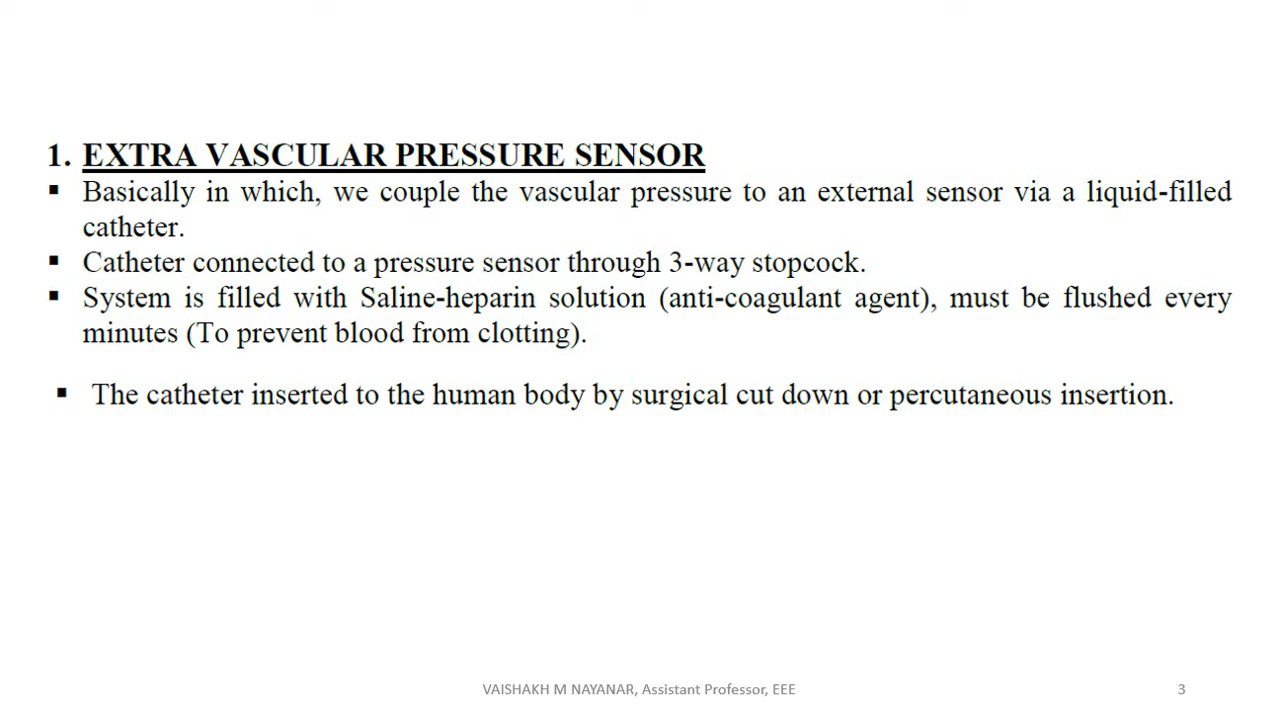 1. EXTRA VASCULAR PRESSURE SENSOR
▪ Basically in which, we couple the vascular pressure to an external sensor via a liquid-filled
catheter.
▪ Catheter connected to a pressure sensor through 3-way stopcock.
▪ System is filled with Saline-heparin solution (anti-coagulant agent), must be flushed every
minutes (To prevent blood from clotting).
▪ The catheter inserted to the human body by surgical cut down or percutaneous insertion.
VAISHAKH M NAYANAR, Assistant Professor, EEE
3